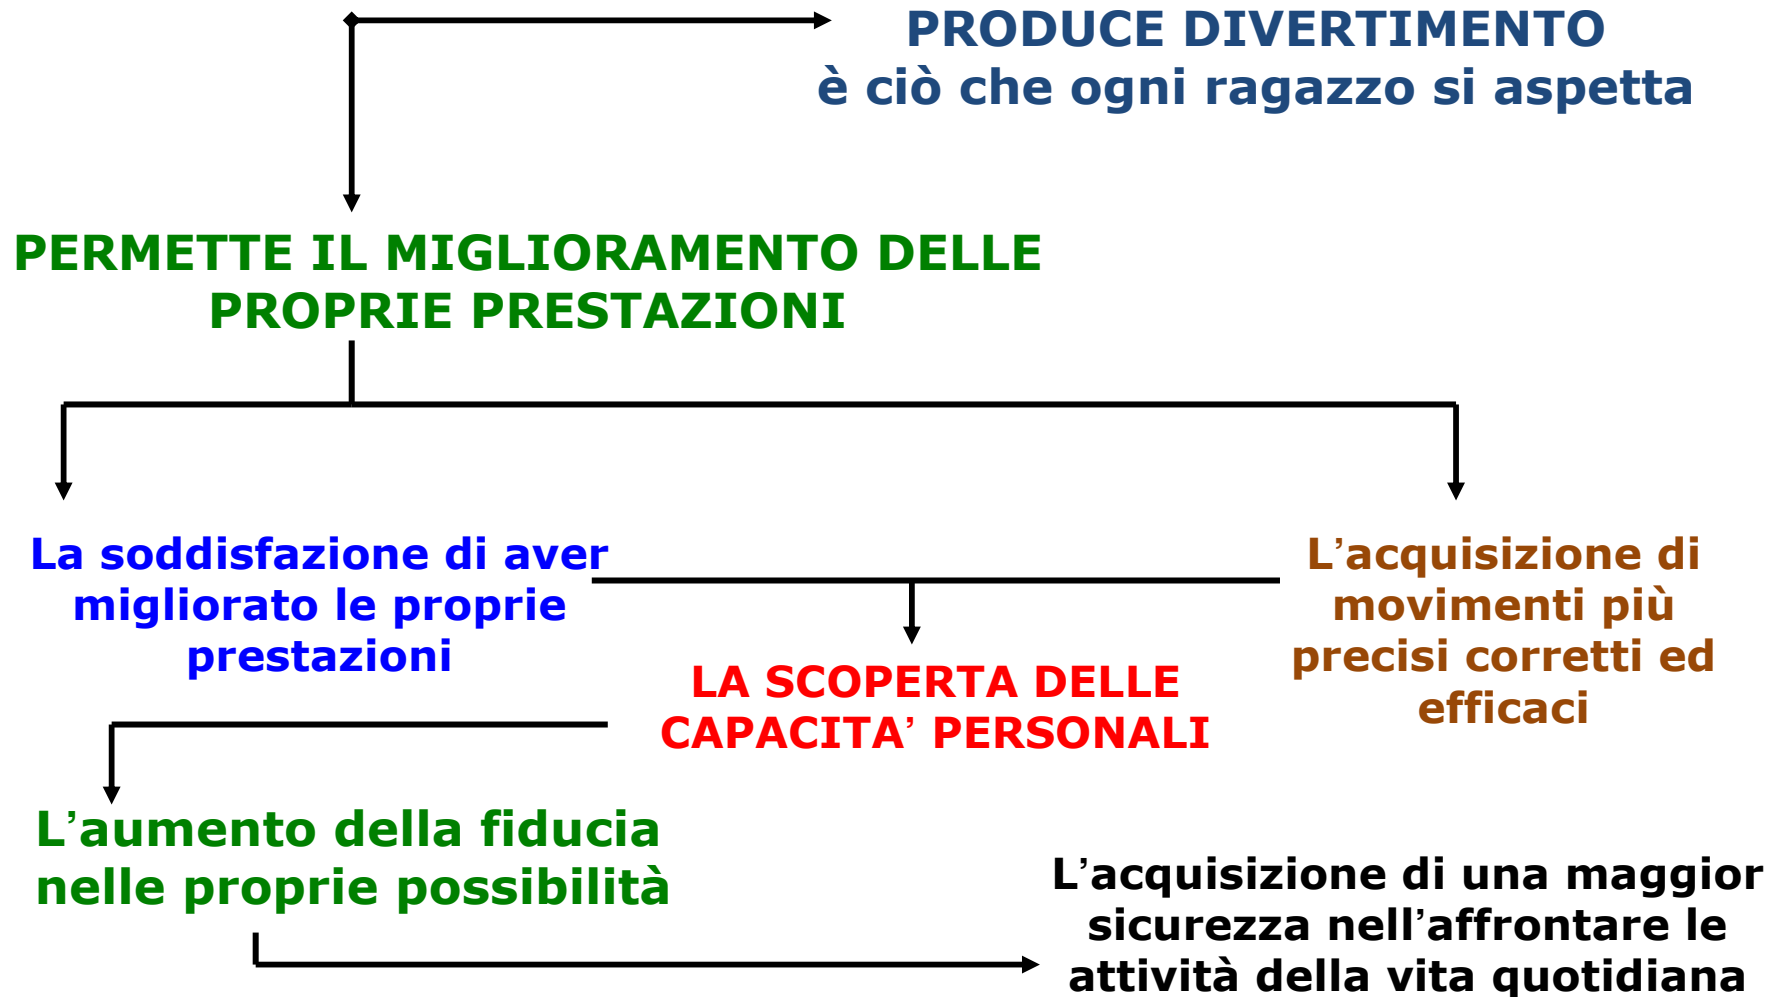 PRODUCE DIVERTIMENTO
è ciò che ogni ragazzo si aspetta
PERMETTE IL MIGLIORAMENTO DELLE
PROPRIE PRESTAZIONI
La soddisfazione di aver
migliorato le proprie
prestazioni
L’acquisizione di
movimenti più
precisi corretti ed
efficaci
LA SCOPERTA DELLE
CAPACITA’ PERSONALI
L’aumento della fiducia
nelle proprie possibilità
L’acquisizione di una maggior
sicurezza nell’affrontare le
attività della vita quotidiana